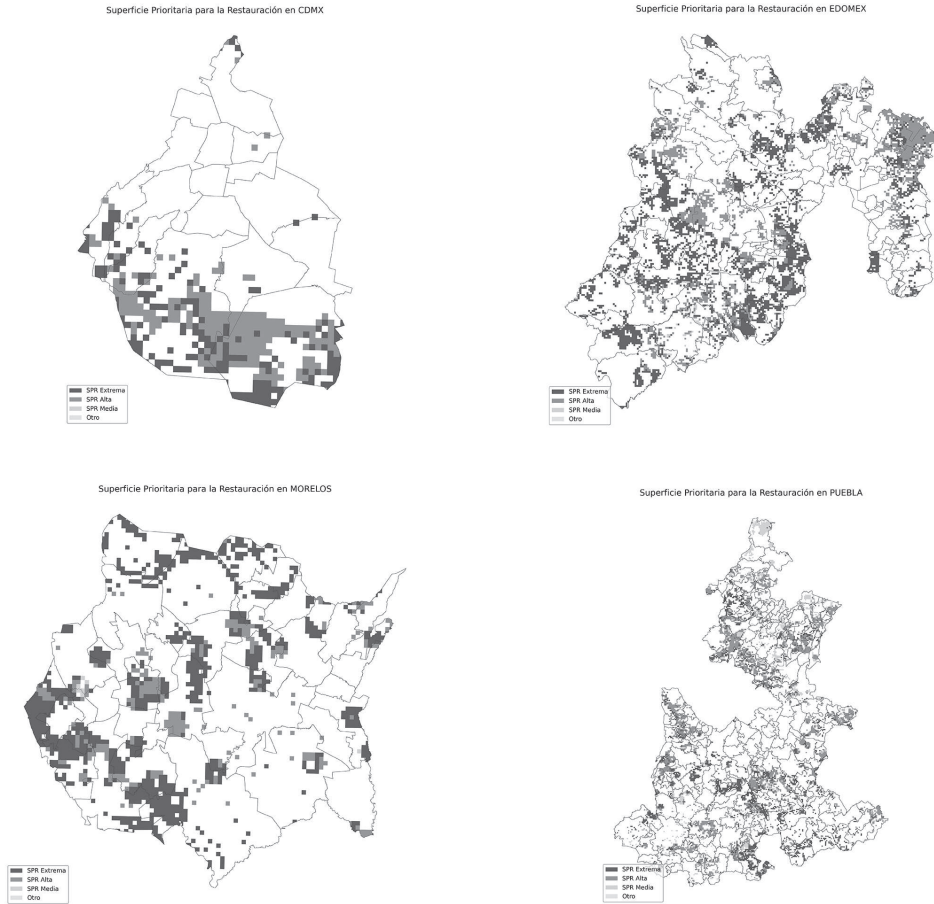 Superficie Prioritaria para la Restauración en CDMX
SPR Extrema
SPR Alta
SPR Media
Otro
Superficie Prioritaria para la Restauración en EDOMEX
SPR Extrema
SPR Alta
SPR Media
Otro
Superficie Prioritaria para la Restauración en MORELOS
SPR Extrema
SPR Alta
SPR Media
Otro
Superficie Prioritaria para la Restauración en PUEBLA
SPR Extrema
SPR Alta
SPR Media
Otro